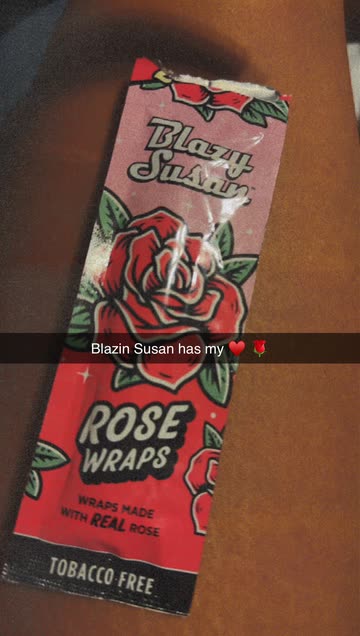 Blazy
Susan
Blazin Susan has my ❤️ 🌹
ROSE
WRAPS
WRAPS MADE
WITH REAL ROSE
TOBACCO-FREE